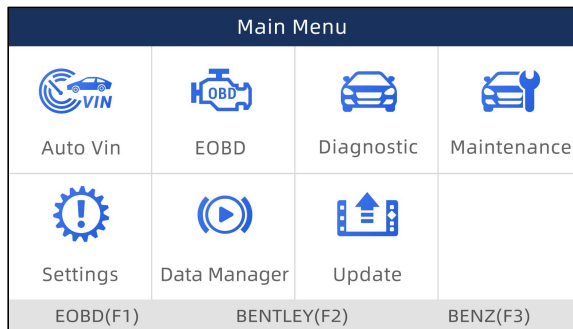 Main Menu
VIN
OBD
Auto Vin EOBD Diagnostic Maintenance
Settings Data Manager Update
EOBD(F1) BENTLEY(F2) BENZ(F3)